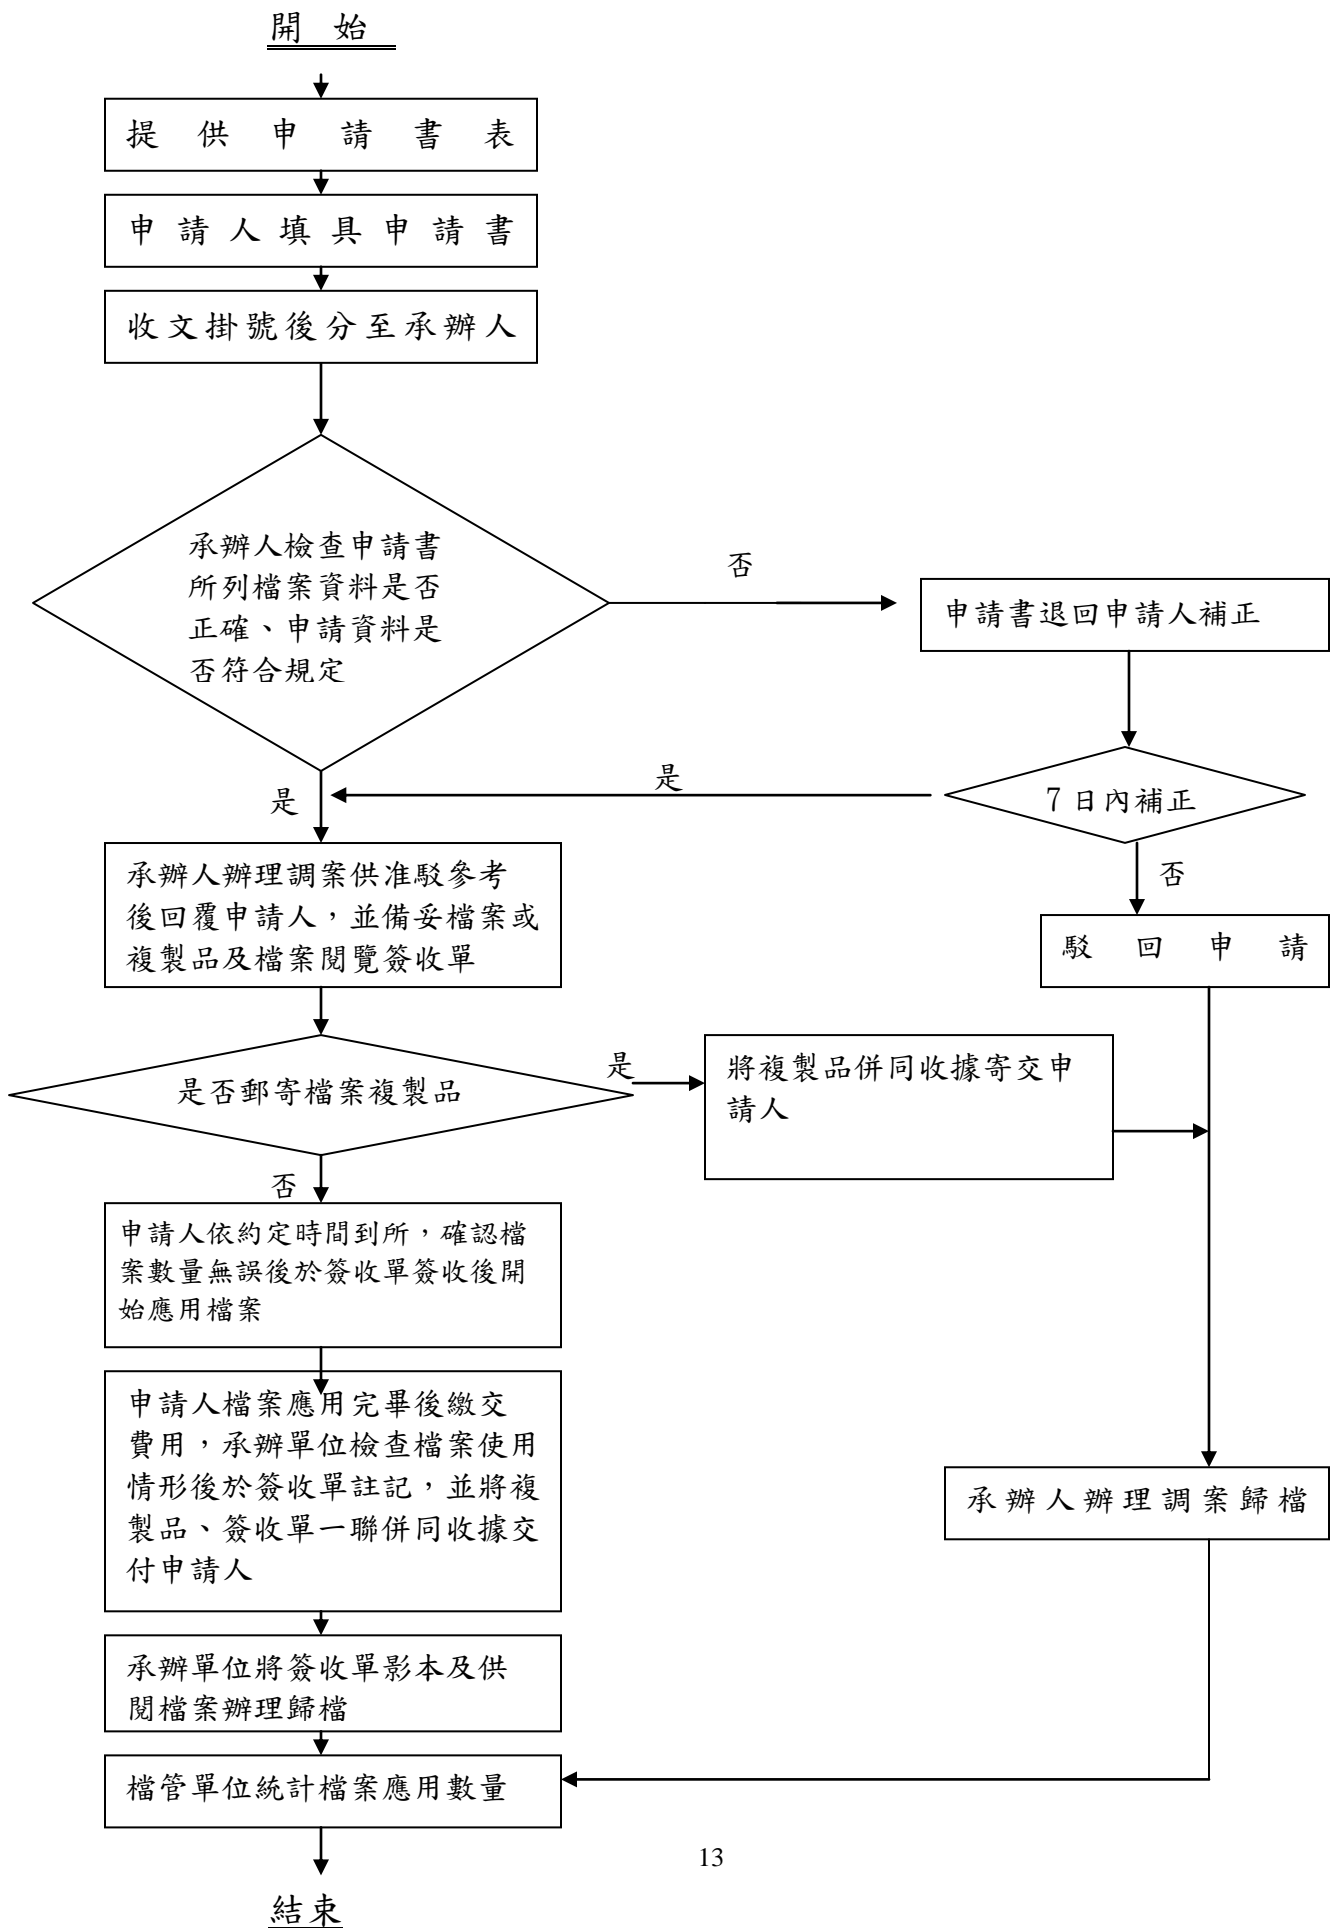 開 始
提供申請書表
申請人填具申請書
收文掛號後分至承辦人
承辦人檢查申請書
所列檔案資料是否
正確、申請資料是
否符合規定
否
申請書退回申請人補正
是
是
7 日內補正
否
承辦人辦理調案供准駁參考
後回覆申請人，並備妥檔案或
複製品及檔案閱覽簽收單
駁回申請
是否郵寄檔案複製品
是
將複製品併同收據寄交申
請人
否
申請人依約定時間到所，確認檔
案數量無誤後於簽收單簽收後開
始應用檔案
申請人檔案應用完畢後繳交
費用，承辦單位檢查檔案使用
情形後於簽收單註記，並將複
製品、簽收單一聯併同收據交
付申請人
承辦人辦理調案歸檔
承辦單位將簽收單影本及供
閱檔案辦理歸檔
檔管單位統計檔案應用數量
13
結束